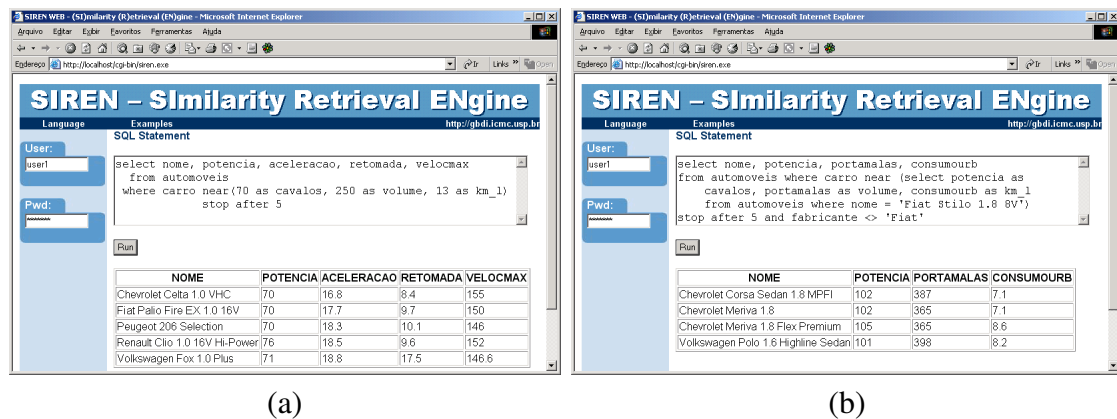 SIREN WEB - (SI)milarity (R)etrieval (EN)gine - Microsoft Internet Explorer
Arquivo Editar Exibir Favoritos Ferramentas Ajuda
Endereço http://localhost/cgi-bin/siren.exe Ir Links »
SIREN – SImilarity Retrieval ENgine
Language Examples http://gbdi.icmc.usp.br
SQL Statement
User:
user1
select nome, potencia, aceleracao, retomada, velocmax
from automoveis
where carro near(70 as cavalos, 250 as volume, 13 as km_l)
stop after 5
Pwd:
********
Run
NOME POTENCIA ACELERACAO RETOMADA VELOCMAX
Chevrolet Celta 1.0 VHC 70 16.8 8.4 155
Fiat Palio Fire EX 1.0 16V 70 17.7 9.7 150
Peugeot 206 Selection 70 18.3 10.1 146
Renault Clio 1.0 16V Hi-Power 76 18.5 9.6 152
Volkswagen Fox 1.0 Plus 71 18.8 17.5 146.6
(a)
SIREN WEB - (SI)milarity (R)etrieval (EN)gine - Microsoft Internet Explorer
Arquivo Editar Exibir Favoritos Ferramentas Ajuda
Endereço http://localhost/cgi-bin/siren.exe Ir Links »
SIREN – SImilarity Retrieval ENgine
Language Examples http://gbdi.icmc.usp.br
SQL Statement
User:
user1
select nome, potencia, portamalas, consumourb
from automoveis where carro near (select potencia as
cavalos, portamalas as volume, consumourb as km_l
from automoveis where nome = 'Fiat Stilo 1.8 8V')
stop after 5 and fabricante <> 'Fiat'
Pwd:
********
Run
NOME POTENCIA PORTAMALAS CONSUMOURB
Chevrolet Corsa Sedan 1.8 MPFI 102 387 7.1
Chevrolet Meriva 1.8 102 365 7.1
Chevrolet Meriva 1.8 Flex Premium 105 365 8.6
Volkswagen Polo 1.6 Highline Sedan 101 398 8.2
(b)